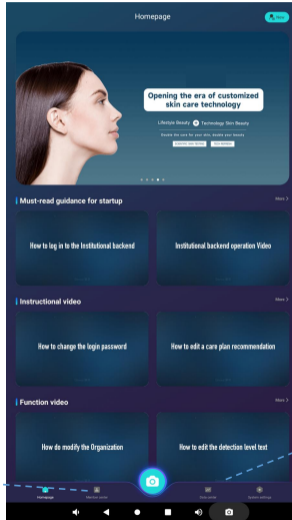 Homepage
New
Opening the era of customized
skin care technology
Lifestyle Beauty Technology Skin Beauty
Must-read guidance for startup
More
How to log in to the Institutional backend
Institutional backend operation Video
Instructional video
More
How to change the login password
How to edit a care plan recommendation
Function video
More
How do modify the Organization
How to edit the detection level text
Homepage
System settings